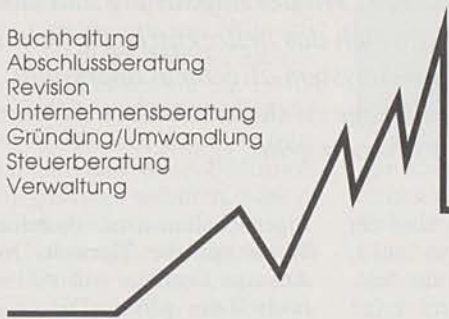 Buchhaltung
Abschlussberatung
Revision
Unternehmensberatung
Gründung/Umwandlung
Steuerberatung
Verwaltung